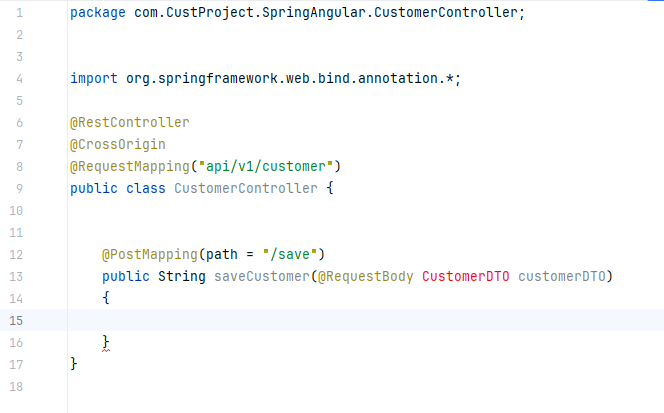 1 package com.CustProject.SpringAngular.CustomerController;
2
3
4 import org.springframework.web.bind.annotation.*;
5
6 @RestController
7 @CrossOrigin
8 @RequestMapping("api/v1/customer")
9 public class CustomerController {
10
11
12     @PostMapping(path = "/save")
13     public String saveCustomer(@RequestBody CustomerDTO customerDTO)
14     {
15
16     }
17 }
18